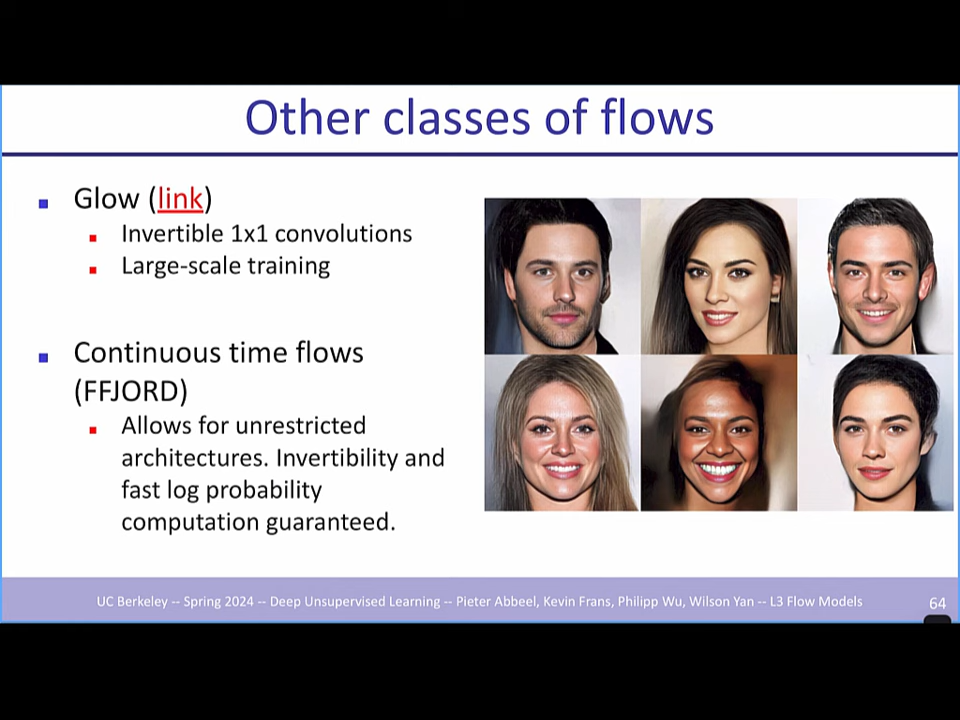 Other classes of flows
Glow (link)
Invertible 1x1 convolutions
Large-scale training
Continuous time flows
(FFJORD)
Allows for unrestricted
architectures. Invertibility and
fast log probability
computation guaranteed.
UC Berkeley -- Spring 2024 -- Deep Unsupervised Learning -- Pieter Abbeel, Kevin Frans, Philipp Wu, Wilson Yan -- L3 Flow Models
64